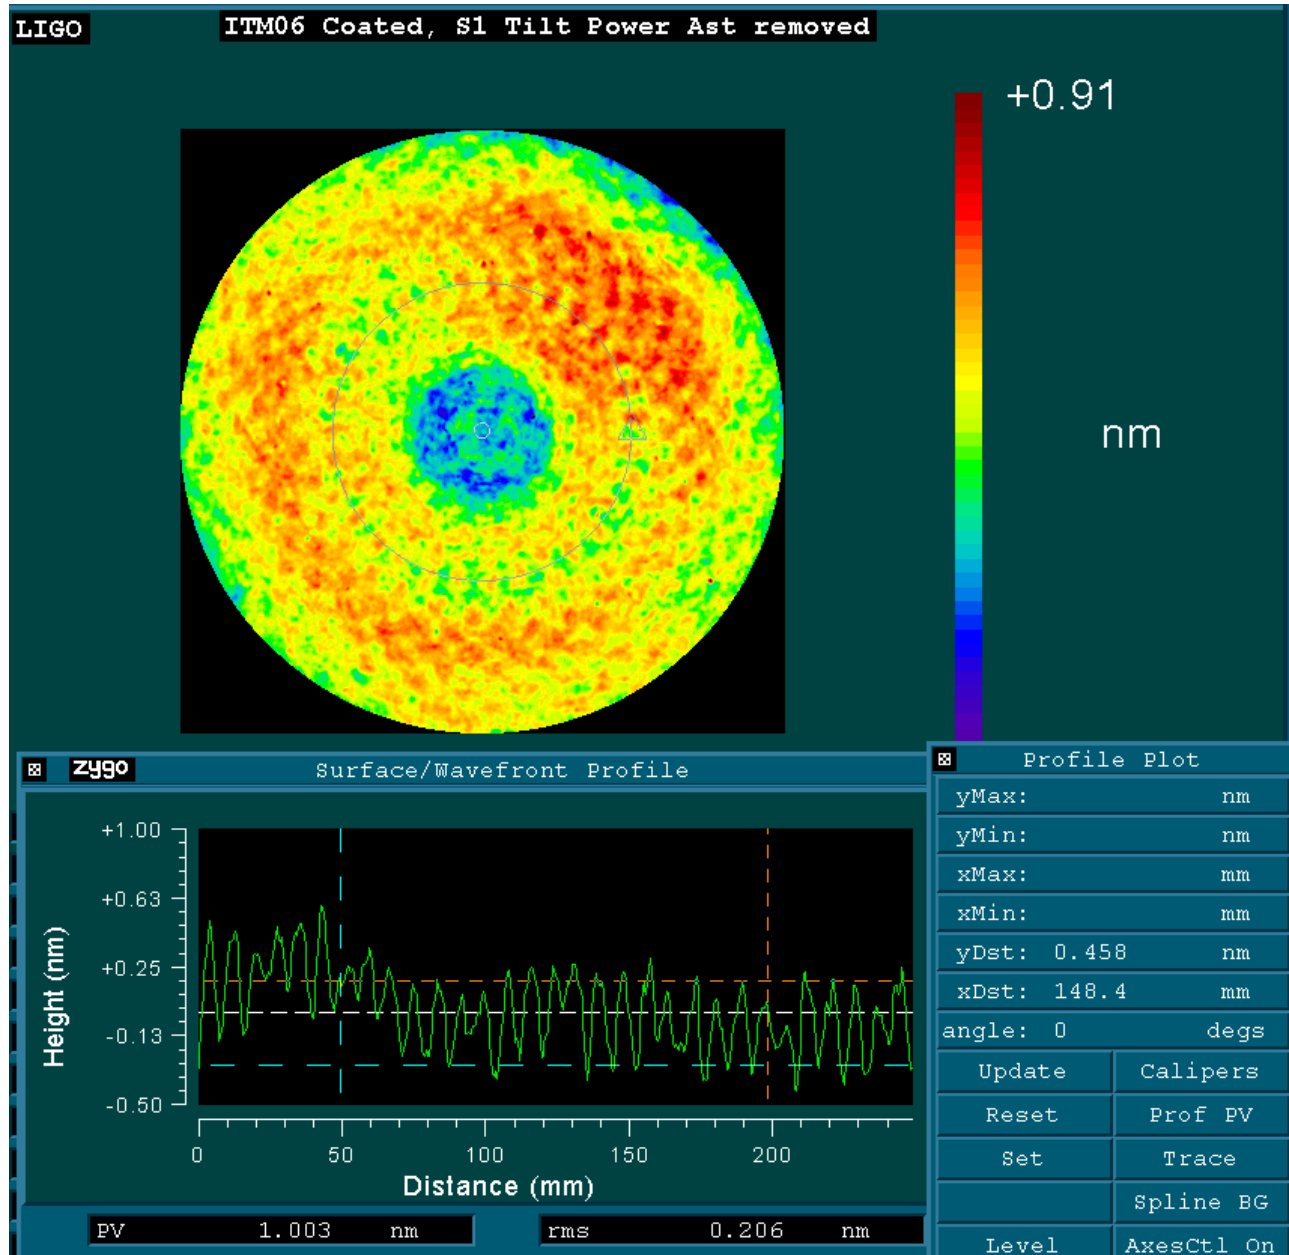 LIGO
ITM06 Coated, S1 Tilt Power Ast removed
+0.91
nm
zygo Surface/Wavefront Profile
+1.00
+0.63
+0.25
-0.13
-0.50
Height (nm)
0 50 100 150 200
Distance (mm)
PV 1.003 nm rms 0.206 nm
Profile Plot
yMax: nm
yMin: nm
xMax: mm
xMin: mm
yDst: 0.458 nm
xDst: 148.4 mm
angle: 0 degs
Update Calipers
Reset Prof PV
Set Trace
Spline BG
Level AxesCtl On